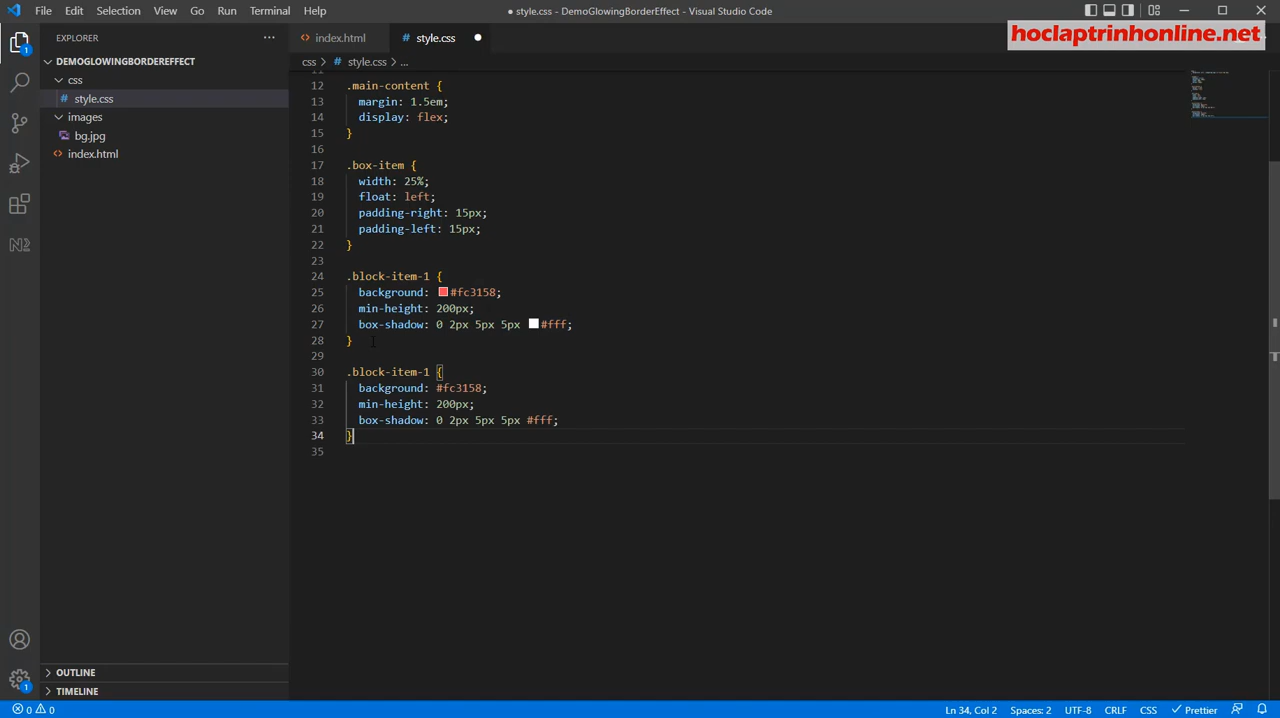 File Edit Selection View Go Run Terminal Help
● style.css - DemoGlowingBorderEffect - Visual Studio Code
hoclaptrinhonline.net
EXPLORER ...
DEMOGLOWINGBORDEREFFECT
css
# style.css
images
bg.jpg
<> index.html
OUTLINE
TIMELINE
<> index.html
# style.css ●
css > # style.css > ...
11
12 .main-content {
13 margin: 1.5em;
14 display: flex;
15 }
16
17 .box-item {
18 width: 25%;
19 float: left;
20 padding-right: 15px;
21 padding-left: 15px;
22 }
23
24 .block-item-1 {
25 background: #fc3158;
26 min-height: 200px;
27 box-shadow: 0 2px 5px 5px #fff;
28 }
29
30 .block-item-1 {
31 background: #fc3158;
32 min-height: 200px;
33 box-shadow: 0 2px 5px 5px #fff;
34 }
35
1
1
0 0
Ln 34, Col 2 Spaces: 2 UTF-8 CRLF CSS Prettier